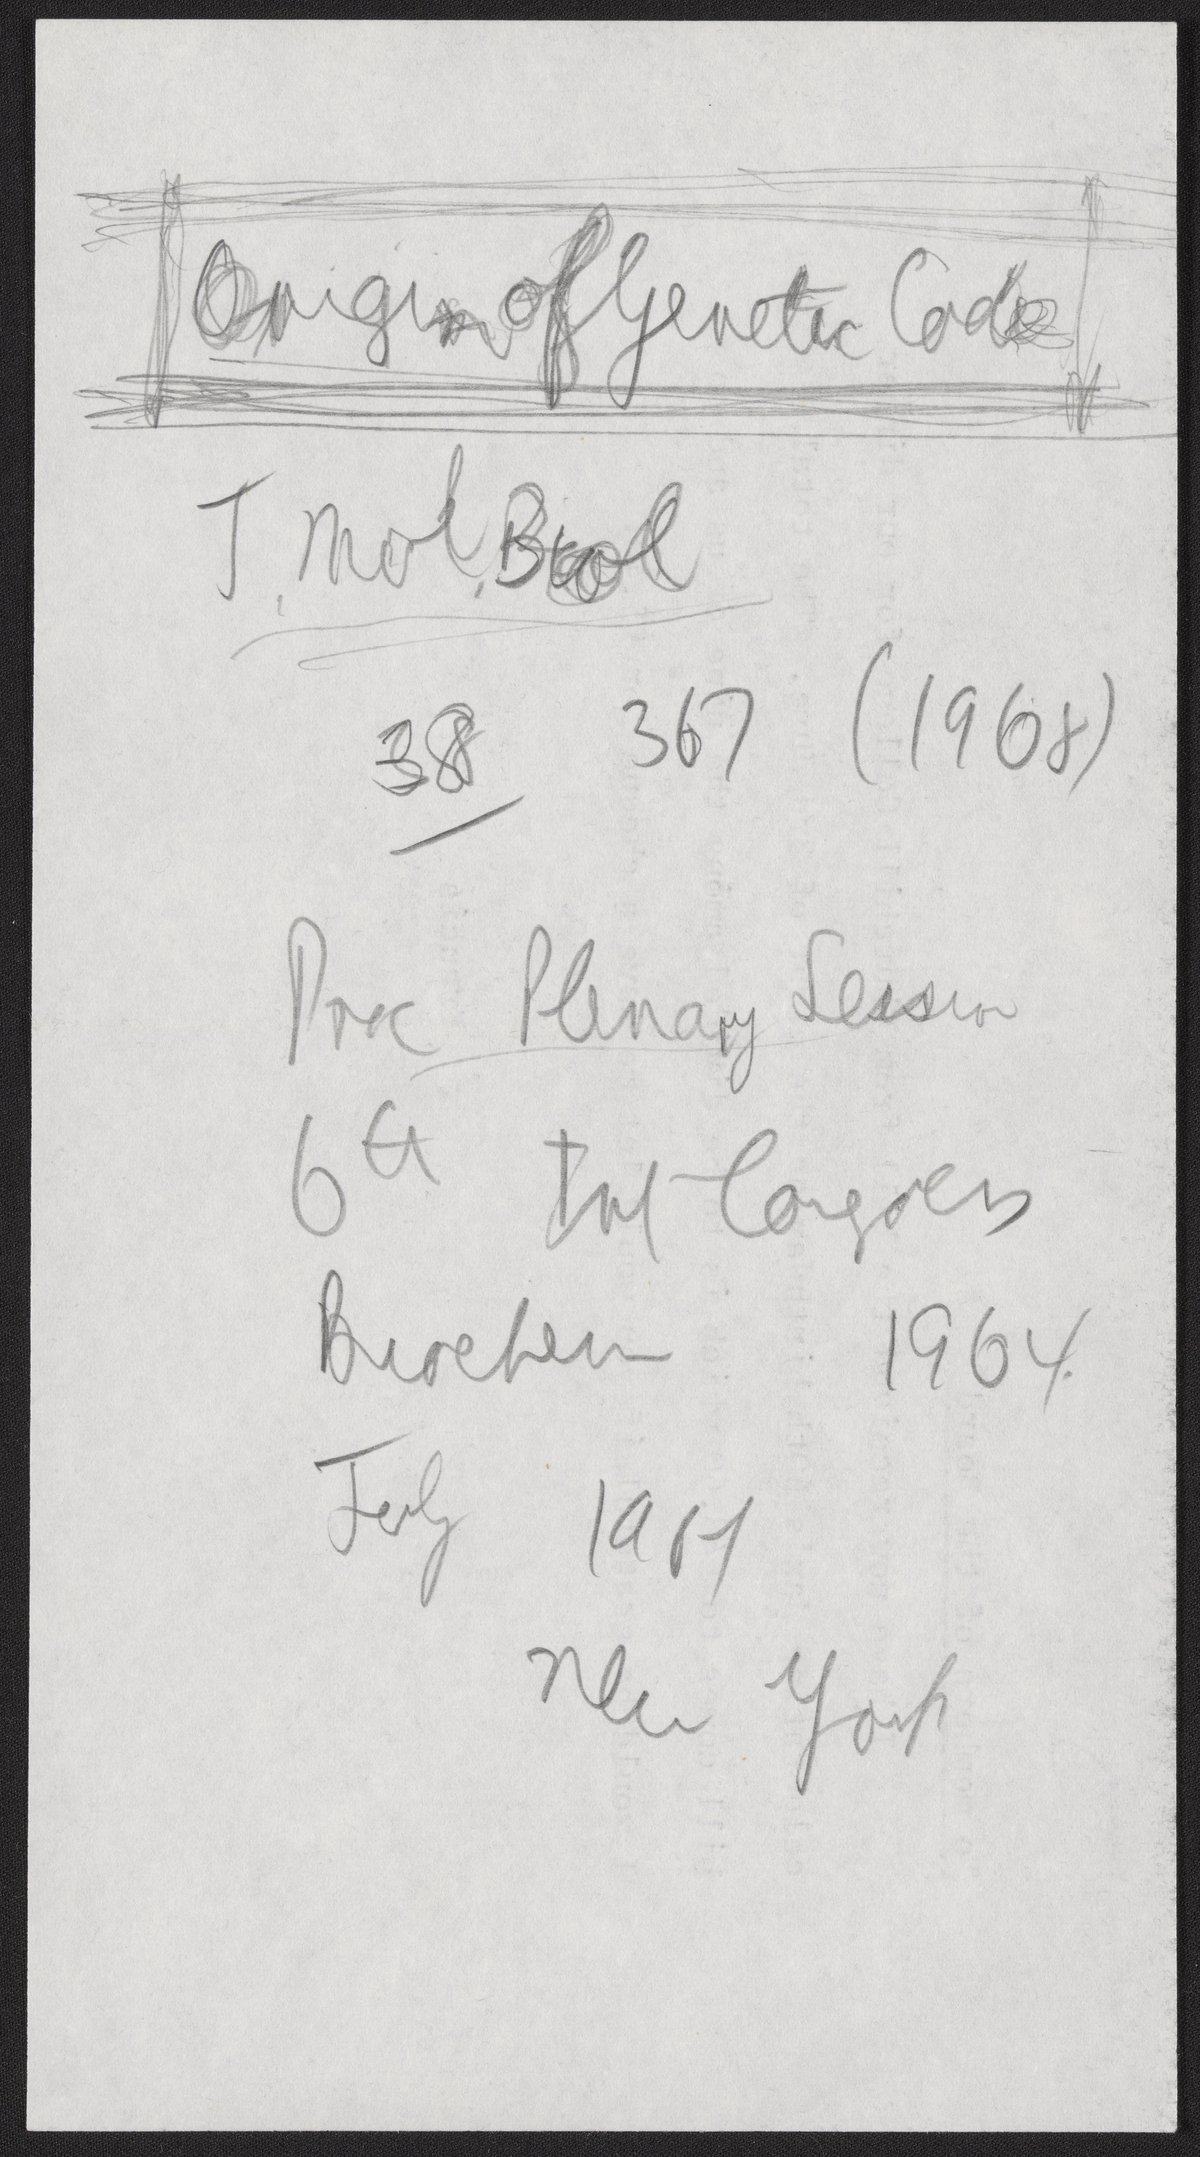 Origin of Genetic Code
J. Mol. Biol
38 367 (1968)
Proc Plenary Session
6th Int Congress
Biochem 1964.
July 1964
New York